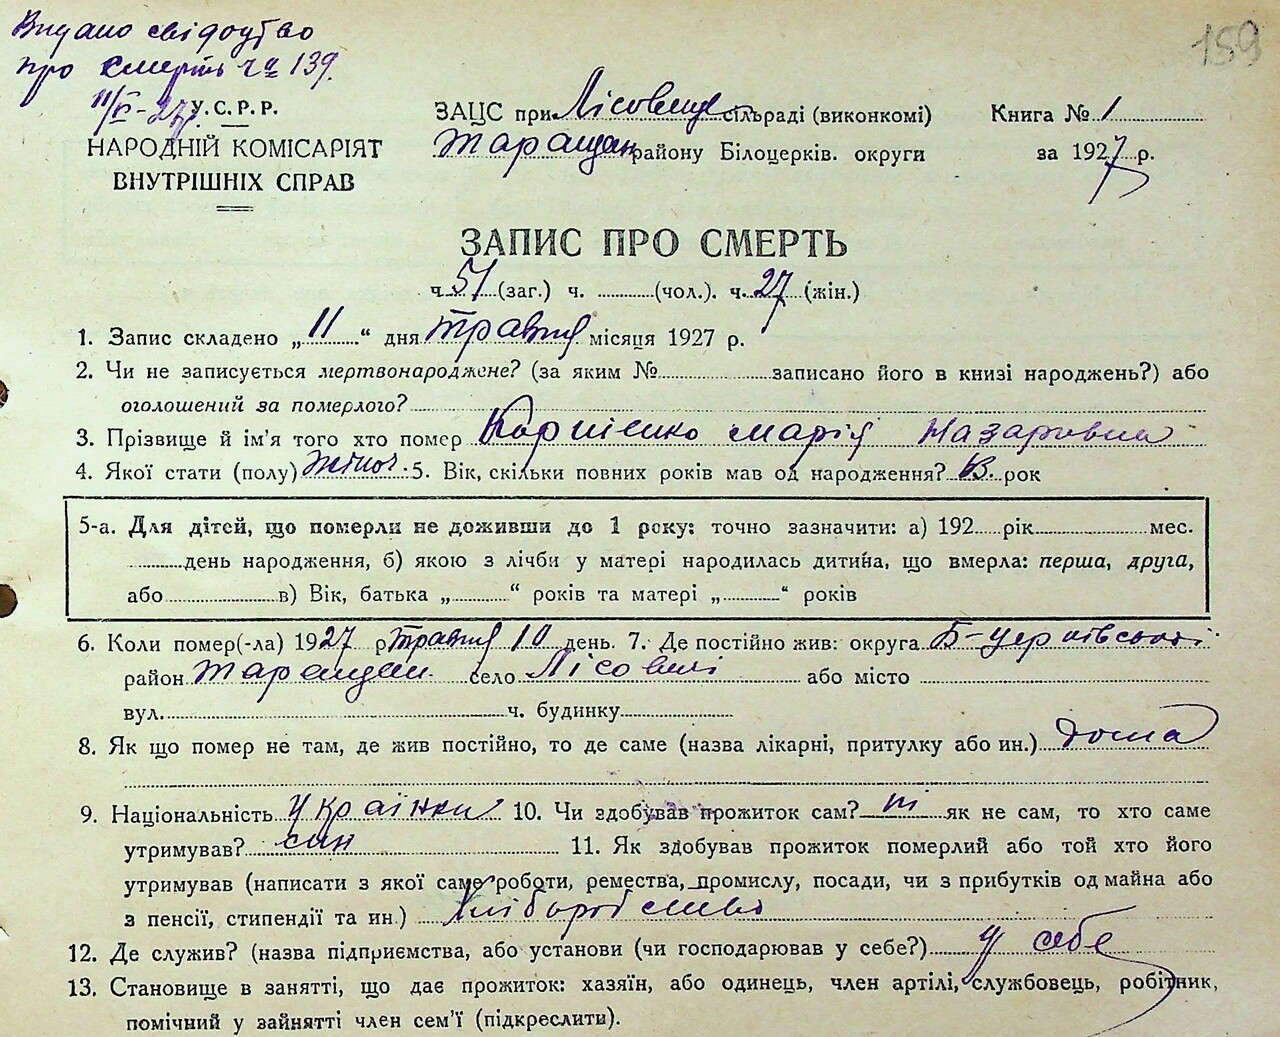 Видано свідоцтво
про смерть ч 139.
159
11/V-27р.
У.С.Р.Р.
НАРОДНІЙ КОМІСАРІЯТ
ВНУТРІШНІХ СПРАВ
ЗАЦС при сільраді (виконкомі)
Таращан району Білоцерків. округи
Книга № 1
за 1927 р.
ЗАПИС ПРО СМЕРТЬ
ч. 51 (заг.) ч. (чол.). ч. 27 (жін.)
1. Запис складено „11“ дня травня місяця 1927 р.
2. Чи не записується мертвонароджене? (за яким № записано його в книзі народжень?) або
оголошений за померлого?
3. Прізвище й ім'я того хто помер Корнієнко Марія Назаровна
4. Якої стати (полу) жіноч. 5. Вік, скільки повних років мав од народження? рок
5-а. Для дітей, що померли не доживши до 1 року: точно зазначити: а) 192 рік мес.
день народження, б) якою з лічби у матері народилась дитина, що вмерла: перша, друга,
або в) Вік, батька „ “ років та матері „ “ років
6. Коли помер(-ла) 1927 р травня 10 день. 7. Де постійно жив: округа Б-церківській
район Таращан. село Лісовичі або місто
вул. ч. будинку
8. Як що помер не там, де жив постійно, то де саме (назва лікарні, притулку або ин.) дома
9. Національність українка 10. Чи здобував прожиток сам? ні як не сам, то хто саме
утримував? син 11. Як здобував прожиток померлий або той хто його
утримував (написати з якої саме роботи, ремества, промислу, посади, чи з прибутків од майна або
з пенсії, стипендії та ин.) Хліборобство
12. Де служив? (назва підприємства, або установи (чи господарював у себе?) у себе
13. Становище в занятті, що дає прожиток: хазяїн, або одинець, член артілі, службовець, робітник,
помічний у зайнятті член сем'ї (підкреслить).